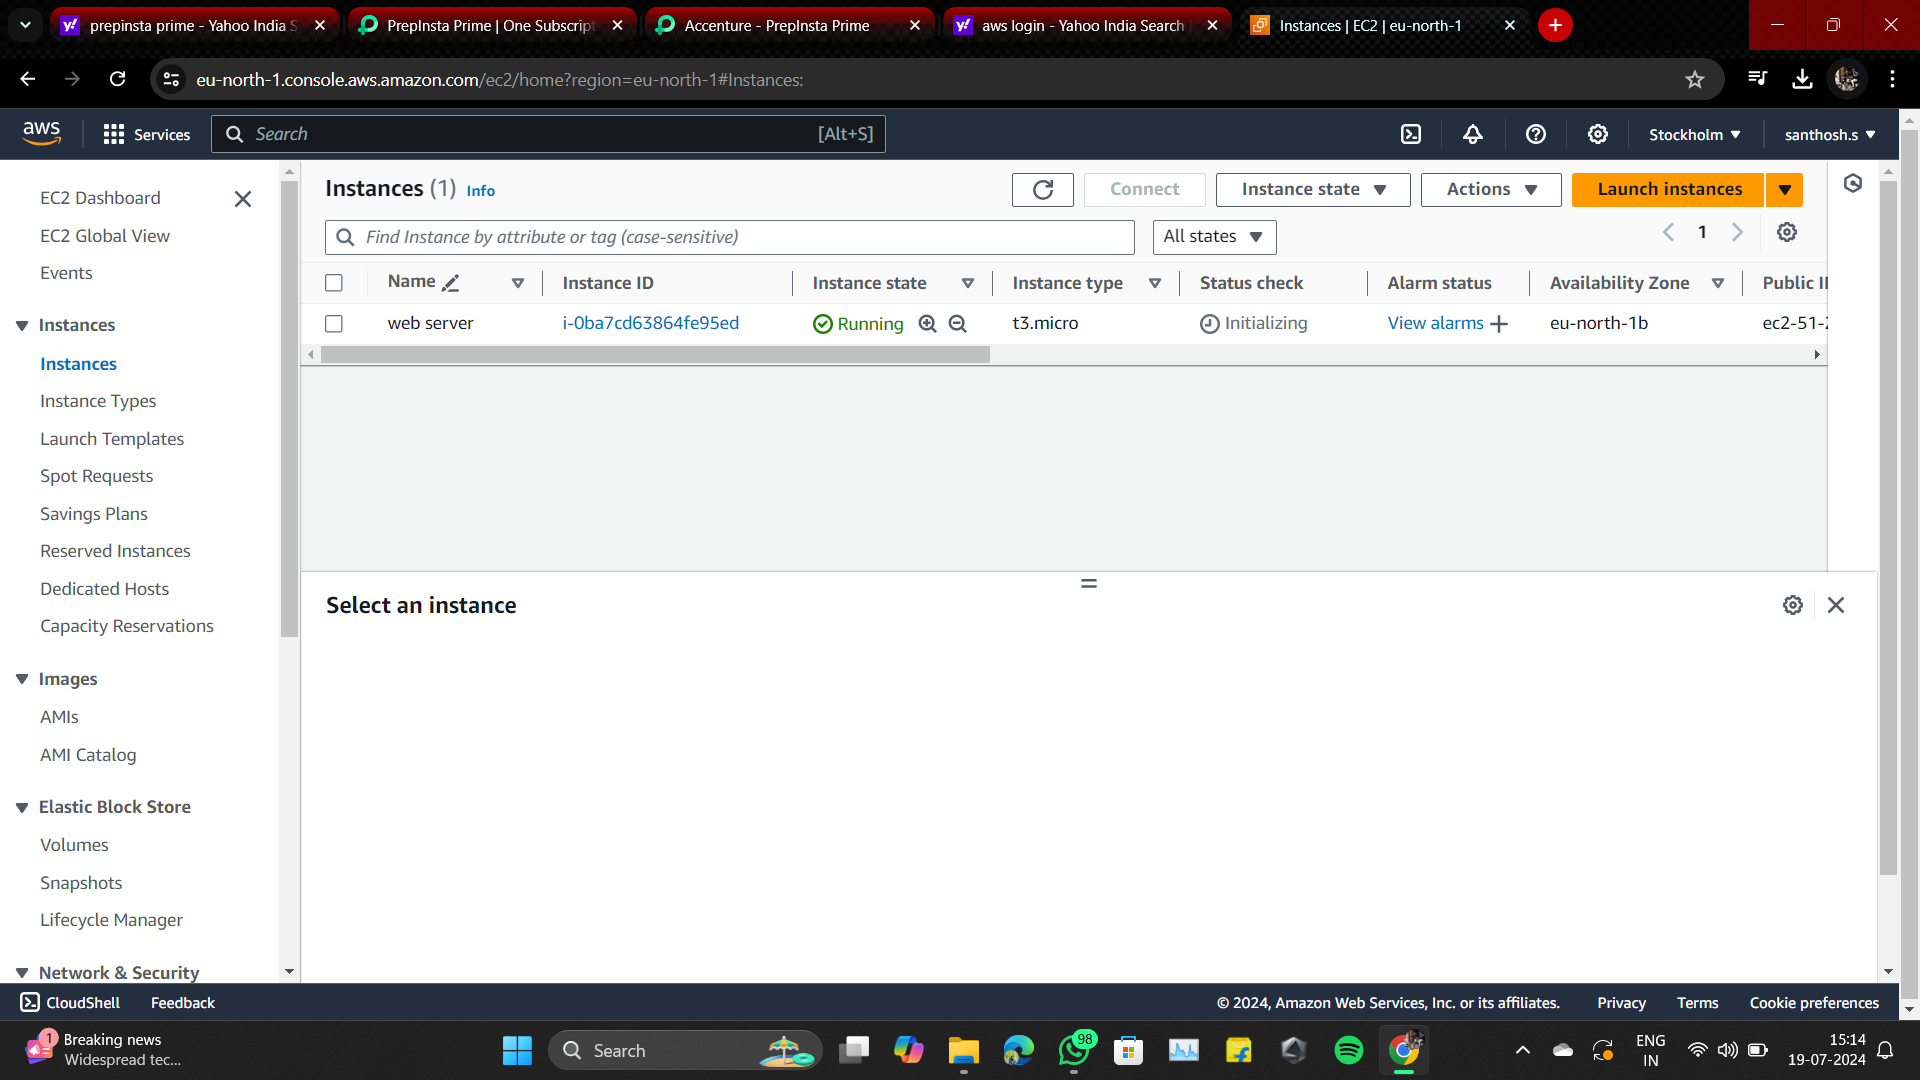 prepinsta prime - Yahoo India S
PrepInsta Prime | One Subscript
Accenture - PrepInsta Prime
aws login - Yahoo India Search
Instances | EC2 | eu-north-1
eu-north-1.console.aws.amazon.com/ec2/home?region=eu-north-1#Instances:
aws
Services
Search
[Alt+S]
Stockholm
santhosh.s
EC2 Dashboard
EC2 Global View
Events
Instances
Instances
Instance Types
Launch Templates
Spot Requests
Savings Plans
Reserved Instances
Dedicated Hosts
Capacity Reservations
Images
AMIs
AMI Catalog
Elastic Block Store
Volumes
Snapshots
Lifecycle Manager
Network & Security
Instances (1) Info
Connect
Instance state
Actions
Launch instances
Find Instance by attribute or tag (case-sensitive)
All states
1
Name Instance ID Instance state Instance type Status check Alarm status Availability Zone Public I
web server i-0ba7cd63864fe95ed Running t3.micro Initializing View alarms + eu-north-1b ec2-51-
Select an instance
CloudShell
Feedback
© 2024, Amazon Web Services, Inc. or its affiliates.
Privacy
Terms
Cookie preferences
1
Breaking news
Widespread tec...
Search
98
ENG
IN
15:14
19-07-2024